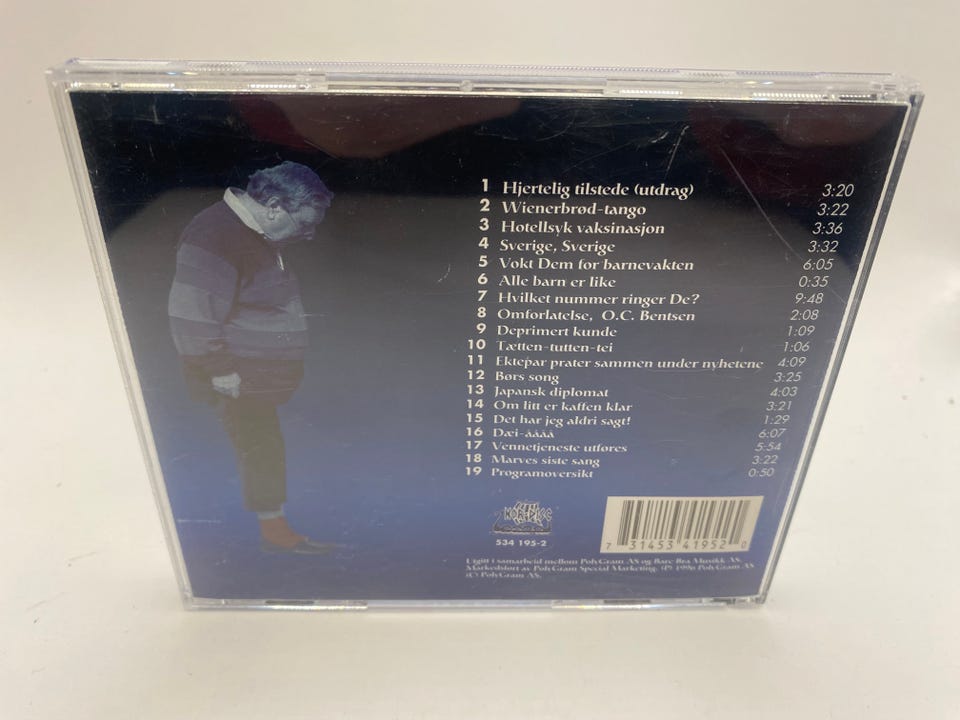 1 Hjertelig tilstede (utdrag) 3:20
2 Wienerbrød-tango 3:22
3 Hotellsyk vaksinasjon 3:36
4 Sverige, Sverige 3:32
5 Vokt Dem for barnevakten 6:05
6 Alle barn er like 0:35
7 Hvilket nummer ringer De? 9:48
8 Omforlatelse, O.C. Bentsen 2:08
9 Deprimert kunde 1:09
10 Tætten-tutten-tei 1:06
11 Ektepar prater sammen under nyhetene 4:09
12 Børs song 3:25
13 Japansk diplomat 4:03
14 Om litt er kaffen klar 3:21
15 Det har jeg aldri sagt! 1:29
16 Dæi-åååå 6:07
17 Vennetjeneste utføres 5:54
18 Marves siste sang 3:22
19 Programoversikt 0:50
534 195-2
7 31453 41952 0
Utgitt i samarbeid mellom PolyGram AS og Bare Bra Musikk AS.
Markedsført av PolyGram Special Marketing. (P) 1996 PolyGram AS
(C) PolyGram AS.